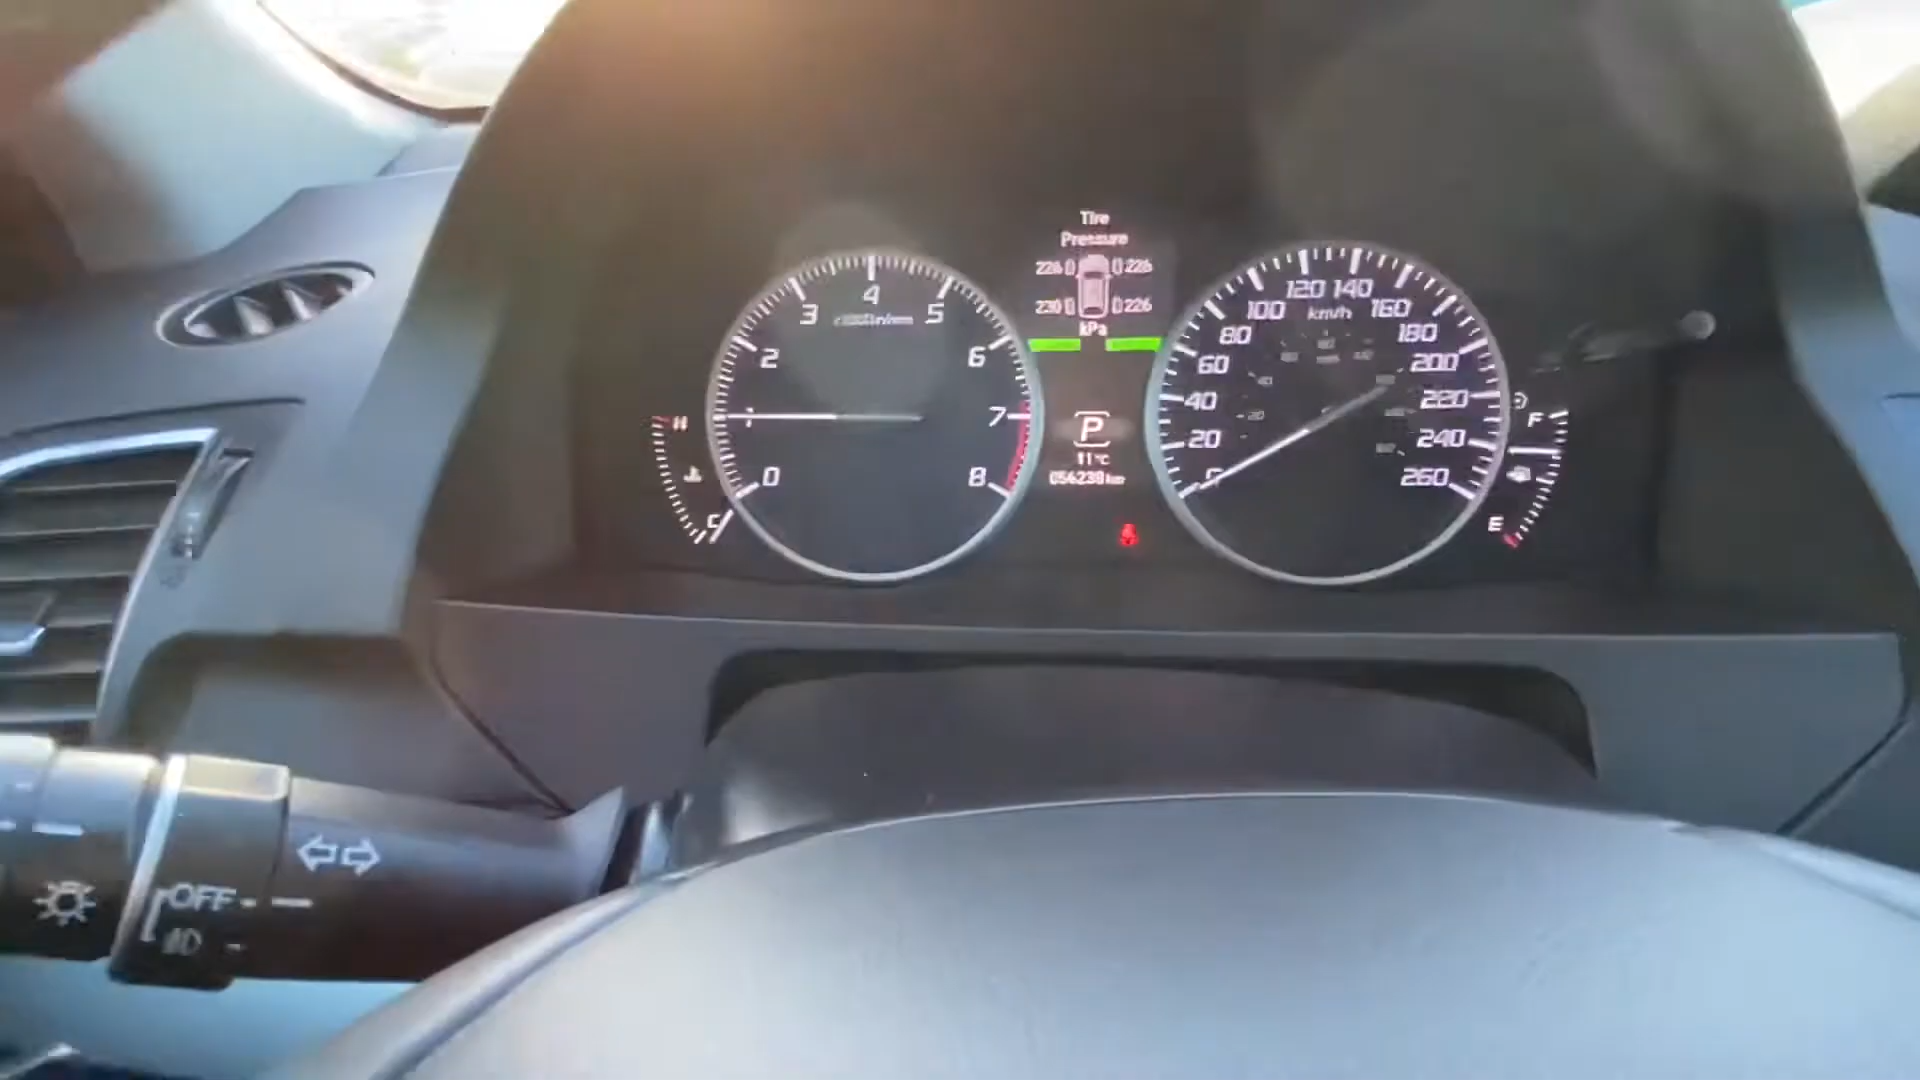 Tire
Pressure
226 226
230 226
kPa
0 1 2 3 4 5 6 7 8
H
C
P
11°C
056238 km
20 40 60 80 100 120 140 160 180 200 220 240 260
km/h
F
E
OFF